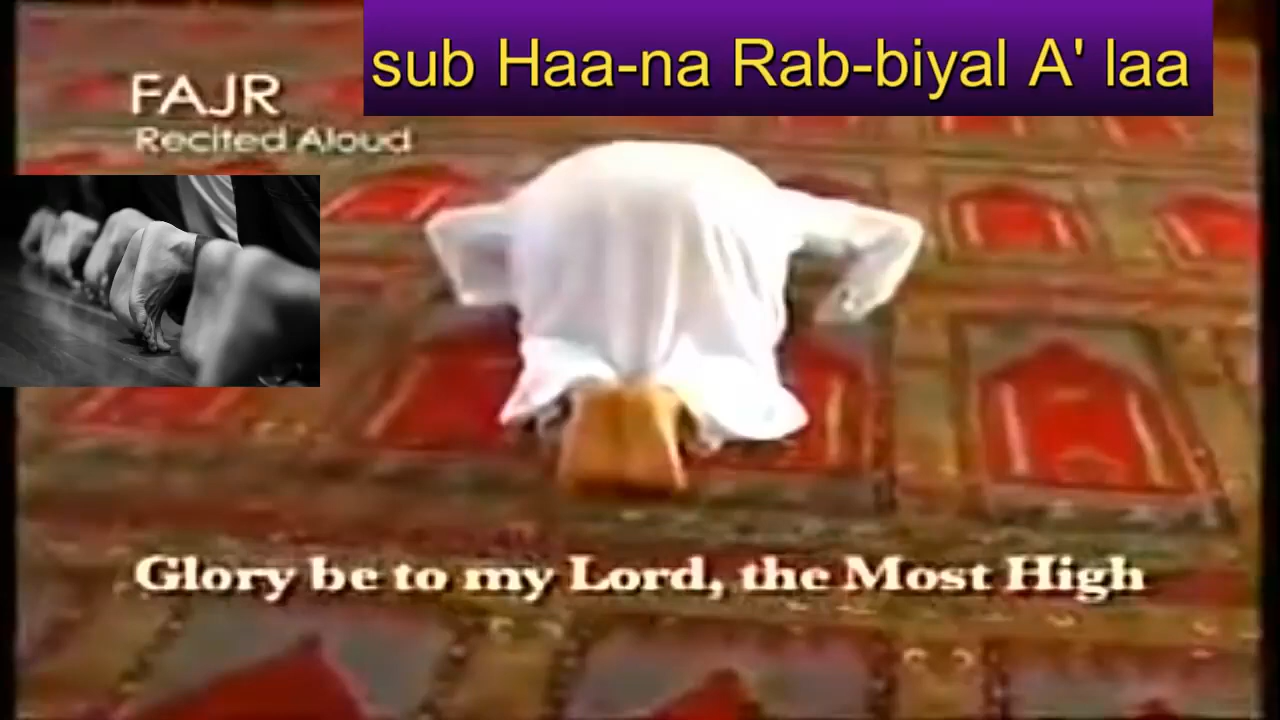 sub Haa-na Rab-biyal A' laa
FAJR
Recited Aloud
Glory be to my Lord, the Most High